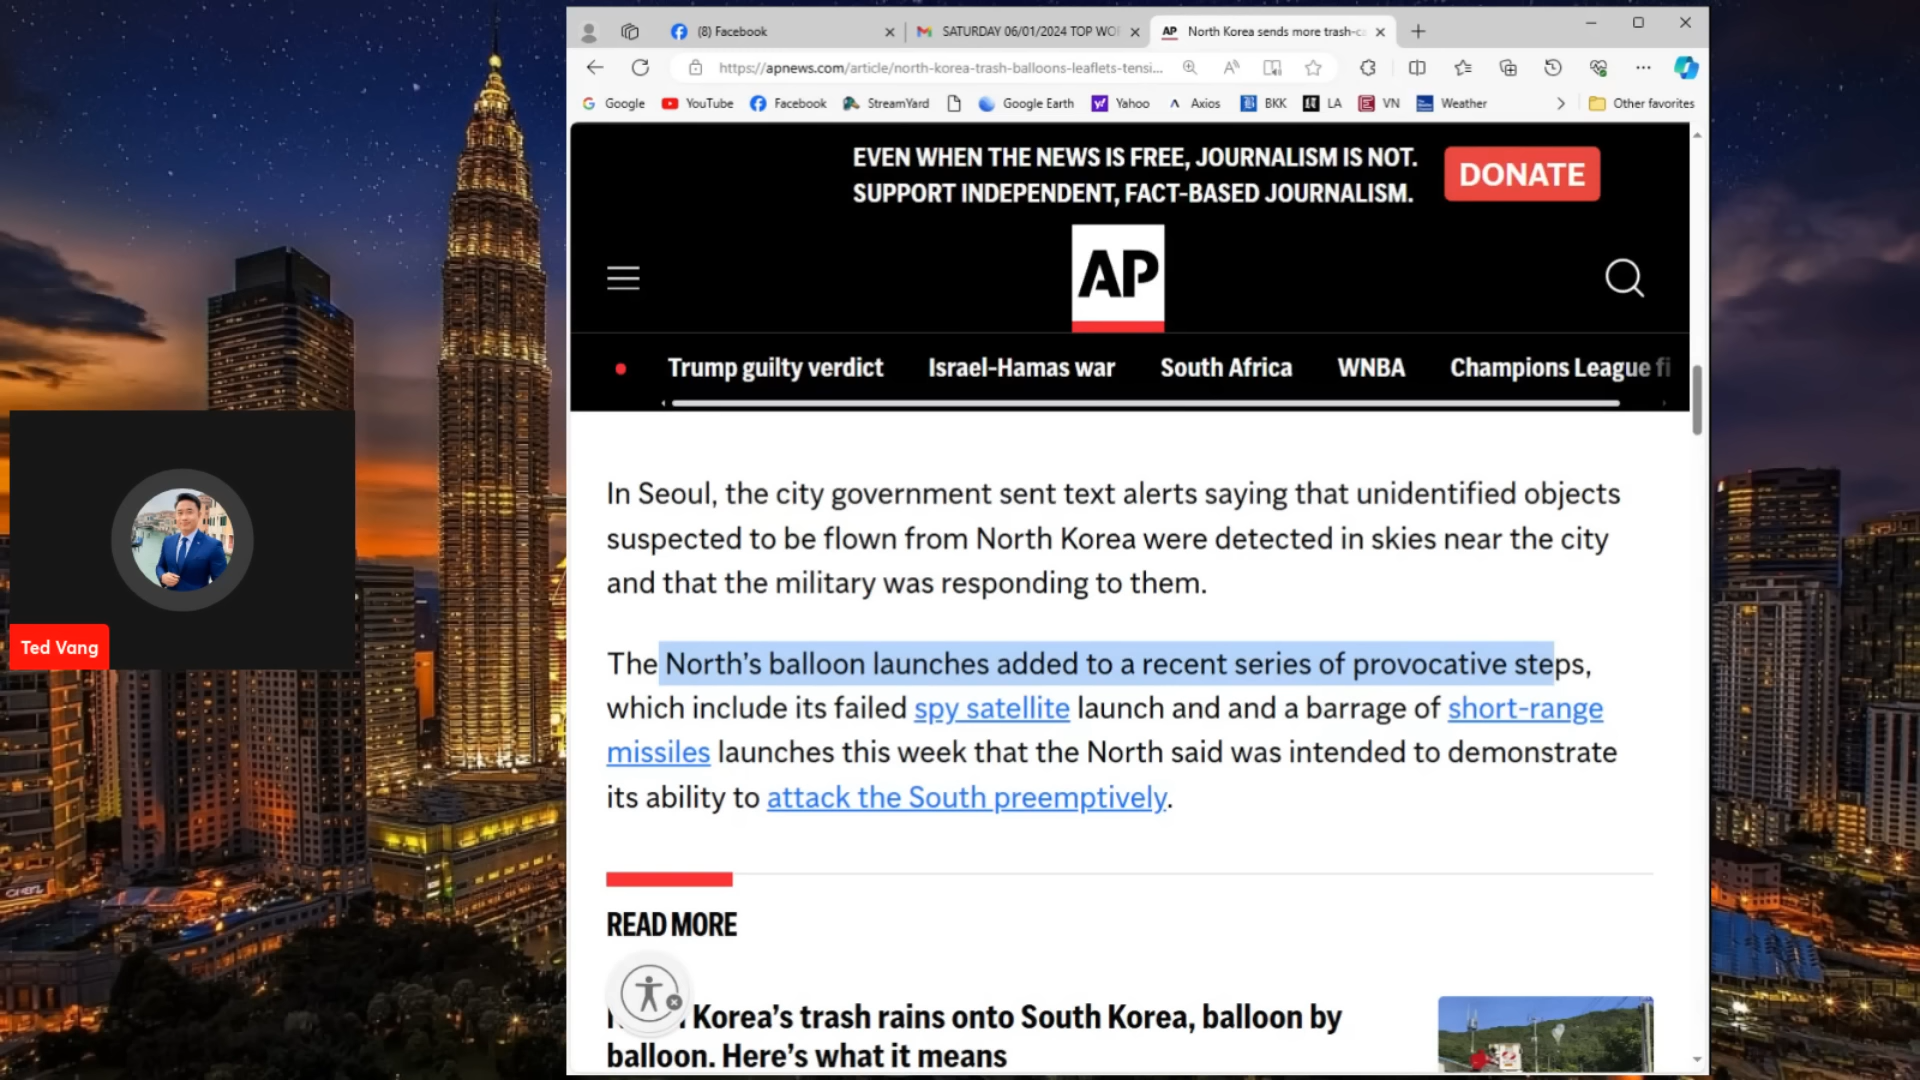 (8) Facebook
SATURDAY 06/01/2024 TOP WO
AP North Korea sends more trash-c
https://apnews.com/article/north-korea-trash-balloons-leaflets-tensi...
Google YouTube Facebook StreamYard Google Earth Yahoo Axios BKK LA VN Weather Other favorites
EVEN WHEN THE NEWS IS FREE, JOURNALISM IS NOT.
SUPPORT INDEPENDENT, FACT-BASED JOURNALISM.
DONATE
AP
Trump guilty verdict Israel-Hamas war South Africa WNBA Champions League fi
In Seoul, the city government sent text alerts saying that unidentified objects
suspected to be flown from North Korea were detected in skies near the city
and that the military was responding to them.
The North’s balloon launches added to a recent series of provocative steps,
which include its failed spy satellite launch and and a barrage of short-range
missiles launches this week that the North said was intended to demonstrate
its ability to attack the South preemptively.
READ MORE
Korea’s trash rains onto South Korea, balloon by
balloon. Here’s what it means
Ted Vang